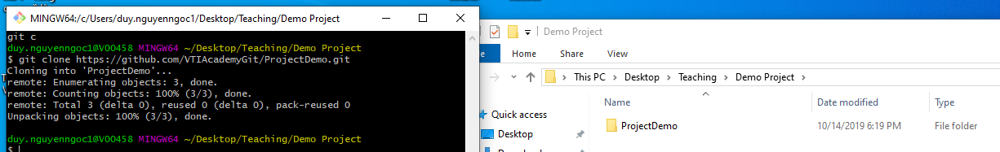 MINGW64:/c/Users/duy.nguyenngoc1/Desktop/Teaching/Demo Project
git c
duy.nguyenngoc1@VOO458 MINGW64 ~/Desktop/Teaching/Demo Project
$ git clone https://github.com/VTIAcademyGit/ProjectDemo.git
Cloning into 'ProjectDemo'...
remote: Enumerating objects: 3, done.
remote: Counting objects: 100% (3/3), done.
remote: Total 3 (delta 0), reused 0 (delta 0), pack-reused 0
Unpacking objects: 100% (3/3), done.
duy.nguyenngoc1@VOO458 MINGW64 ~/Desktop/Teaching/Demo Project
$
Demo Project
Home Share View
This PC > Desktop > Teaching > Demo Project >
Name Date modified Type
Quick access
Desktop
ProjectDemo 10/14/2019 6:19 PM File folder